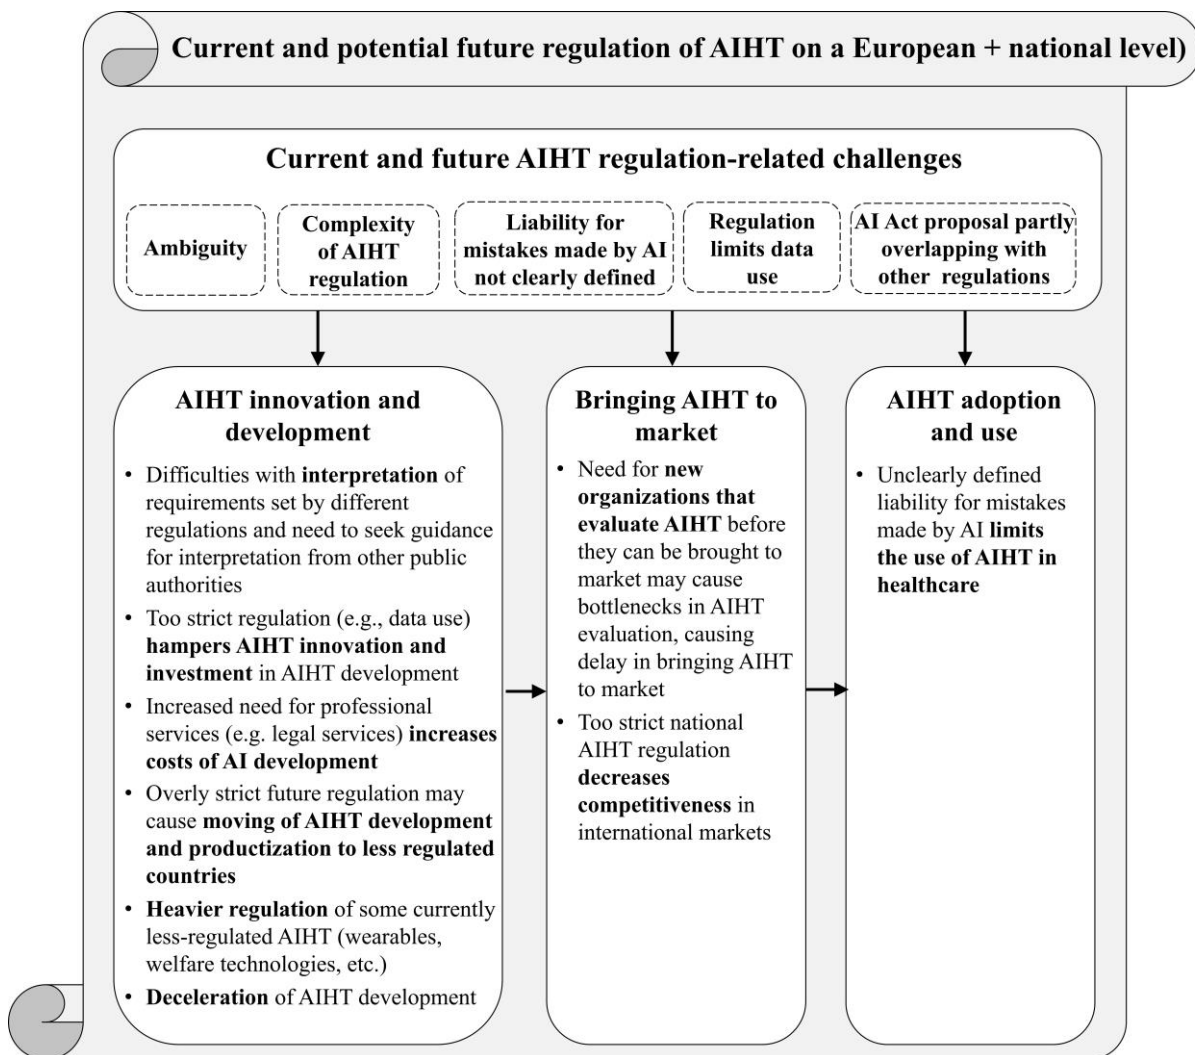 Current and potential future regulation of AIHT on a European + national level)
Current and future AIHT regulation-related challenges
Ambiguity
Complexity
of AIHT
regulation
Liability for
mistakes made by AI
not clearly defined
Regulation
limits data
use
AI Act proposal partly
overlapping with
other regulations
AIHT innovation and
development
• Difficulties with interpretation of
requirements set by different
regulations and need to seek guidance
for interpretation from other public
authorities
• Too strict regulation (e.g., data use)
hampers AIHT innovation and
investment in AIHT development
• Increased need for professional
services (e.g. legal services) increases
costs of AI development
• Overly strict future regulation may
cause moving of AIHT development
and productization to less regulated
countries
• Heavier regulation of some currently
less-regulated AIHT (wearables,
welfare technologies, etc.)
• Deceleration of AIHT development
Bringing AIHT to
market
• Need for new
organizations that
evaluate AIHT before
they can be brought to
market may cause
bottlenecks in AIHT
evaluation, causing
delay in bringing AIHT
to market
• Too strict national
AIHT regulation
decreases
competitiveness in
international markets
AIHT adoption
and use
• Unclearly defined
liability for mistakes
made by AI limits
the use of AIHT in
healthcare